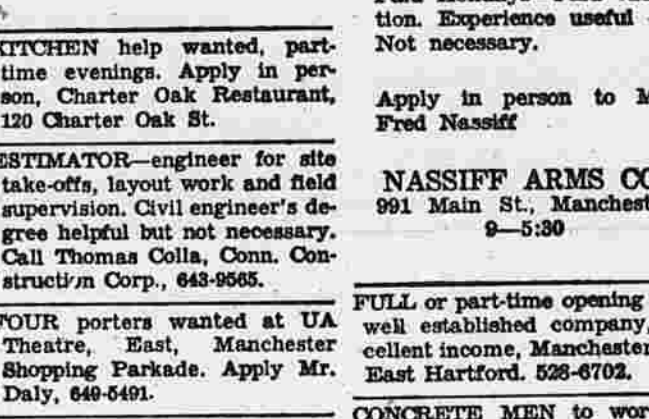 KITCHEN help wanted, part-
time evenings. Apply in per-
son, Charter Oak Restaurant,
120 Charter Oak St.
ESTIMATOR—engineer for site
take-offs, layout work and field
supervision. Civil engineer's de-
gree helpful but not necessary.
Call Thomas Colla, Conn. Con-
struction Corp., 643-9565.
FOUR porters wanted at UA
Theatre, East, Manchester
Shopping Parkade. Apply Mr.
Daly, 649-5491.
tion. Experience useful
Not necessary.
Apply in person to M
Fred Nassiff
NASSIFF ARMS CO
991 Main St., Manchest
9—5:30
FULL or part-time opening
well established company,
cellent income, Manchester
East Hartford. 528-6702.
CONCRETE MEN to wor